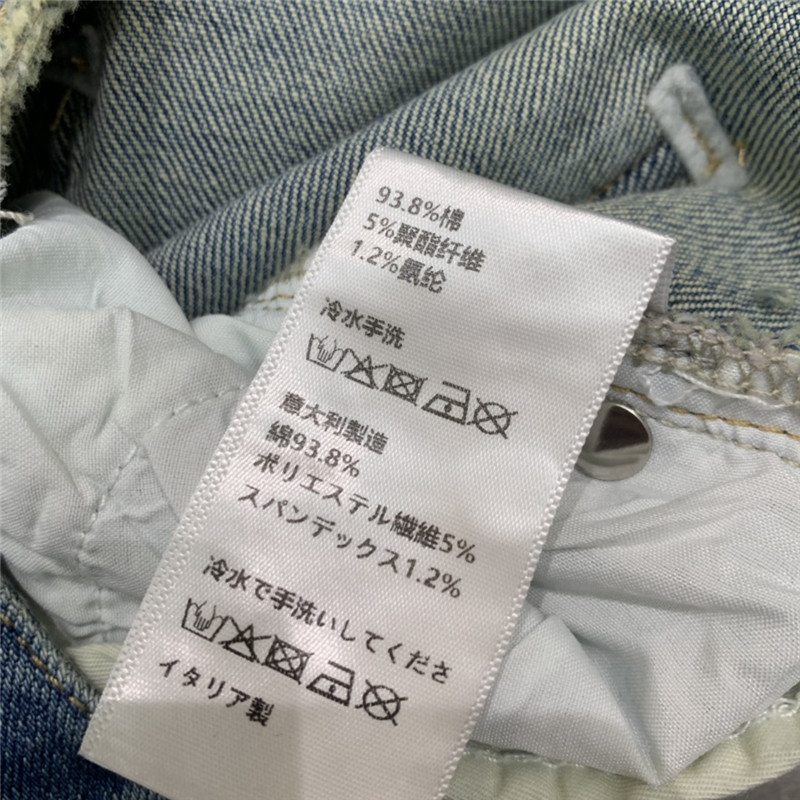 93.8%棉
5%聚酯纤维
1.2%氨纶
冷水手洗
意大利製造
綿93.8%
ポリエステル繊維5%
スパンデックス1.2%
冷水で手洗いしてくださ
イタリア製